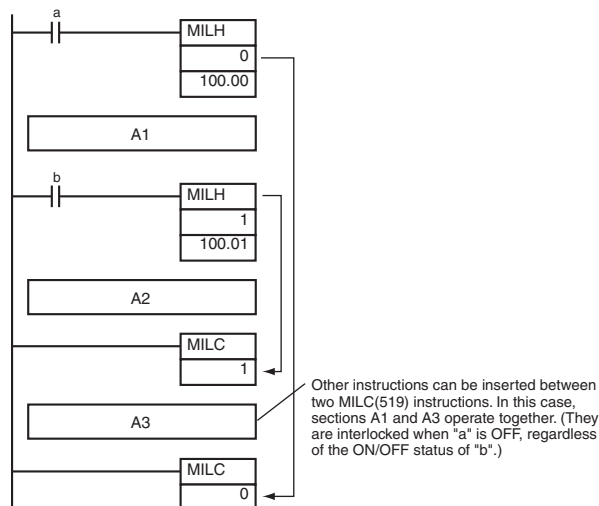 a
MILH
0
100.00
A1
b
MILH
1
100.01
A2
MILC
1
Other instructions can be inserted between
two MILC(519) instructions. In this case,
sections A1 and A3 operate together. (They
are interlocked when "a" is OFF, regardless
of the ON/OFF status of "b".)
A3
MILC
0